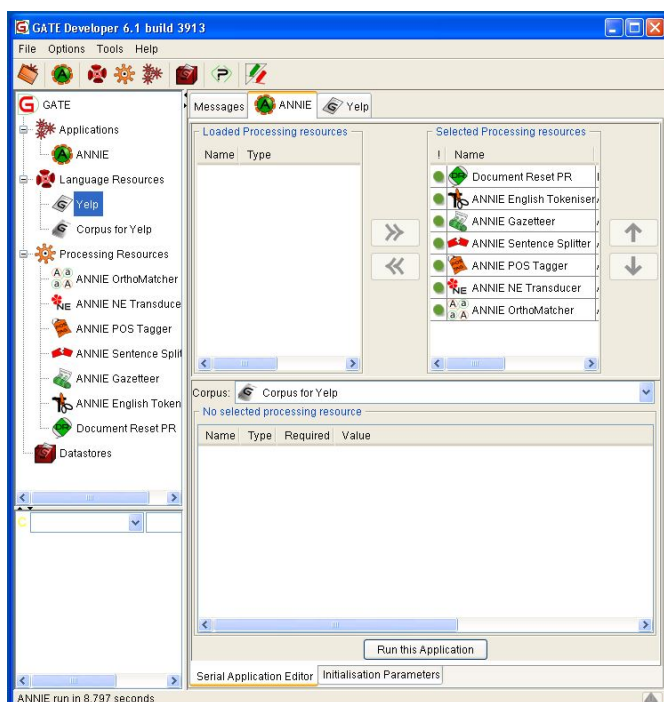 GATE Developer 6.1 build 3913
File Options Tools Help
GATE
Applications
ANNIE
Language Resources
Yelp
Corpus for Yelp
Processing Resources
ANNIE OrthoMatcher
ANNIE NE Transduce
ANNIE POS Tagger
ANNIE Sentence Split
ANNIE Gazetteer
ANNIE English Token
Document Reset PR
Datastores
C
Messages ANNIE Yelp
Loaded Processing resources
Name Type
Selected Processing resources
! Name
Document Reset PR
ANNIE English Tokeniser
ANNIE Gazetteer
ANNIE Sentence Splitter
ANNIE POS Tagger
ANNIE NE Transducer
ANNIE OrthoMatcher
Corpus: Corpus for Yelp
No selected processing resource
Name Type Required Value
Run this Application
Serial Application Editor Initialisation Parameters
ANNIE run in 8.797 seconds